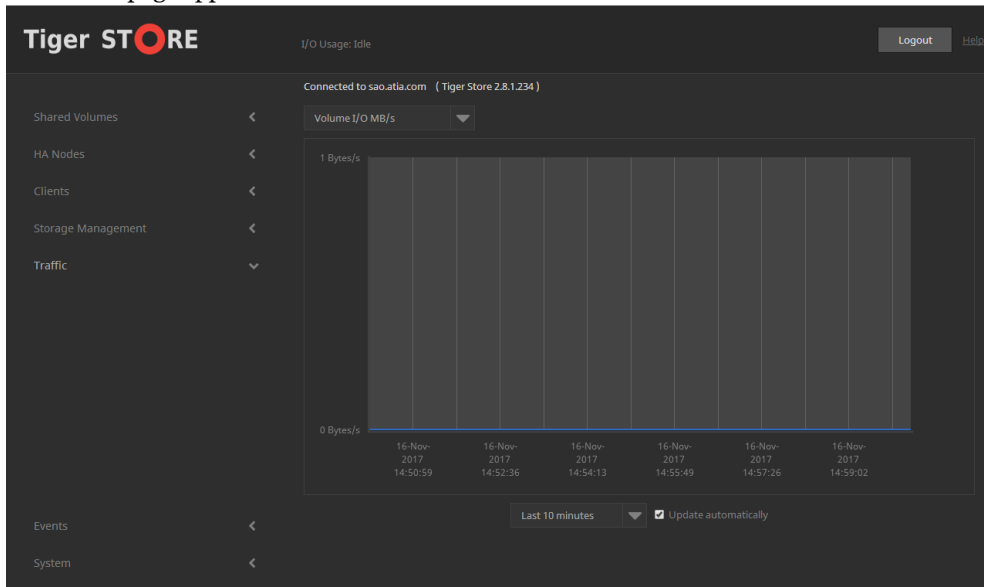 Tiger STORE
I/O Usage: Idle
Logout
Help
Connected to sao.atia.com ( Tiger Store 2.8.1.234 )
Shared Volumes
HA Nodes
Clients
Storage Management
Traffic
Events
System
Volume I/O MB/s
1 Bytes/s
0 Bytes/s
16-Nov-
2017
14:50:59
16-Nov-
2017
14:52:36
16-Nov-
2017
14:54:13
16-Nov-
2017
14:55:49
16-Nov-
2017
14:57:26
16-Nov-
2017
14:59:02
Last 10 minutes
Update automatically